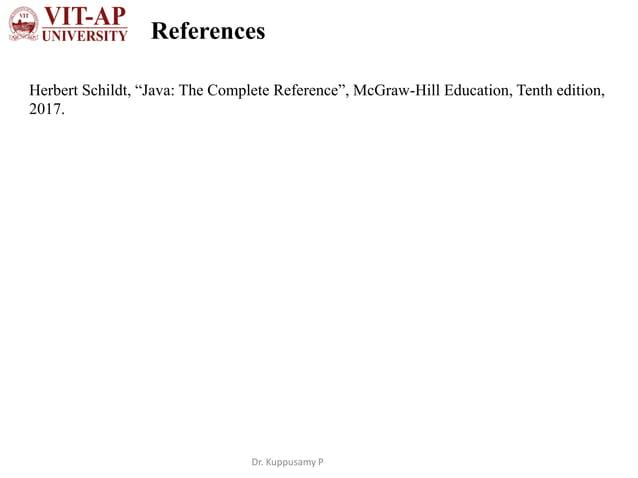 VIT-AP
UNIVERSITY
References
Herbert Schildt, “Java: The Complete Reference”, McGraw-Hill Education, Tenth edition,
2017.
Dr. Kuppusamy P